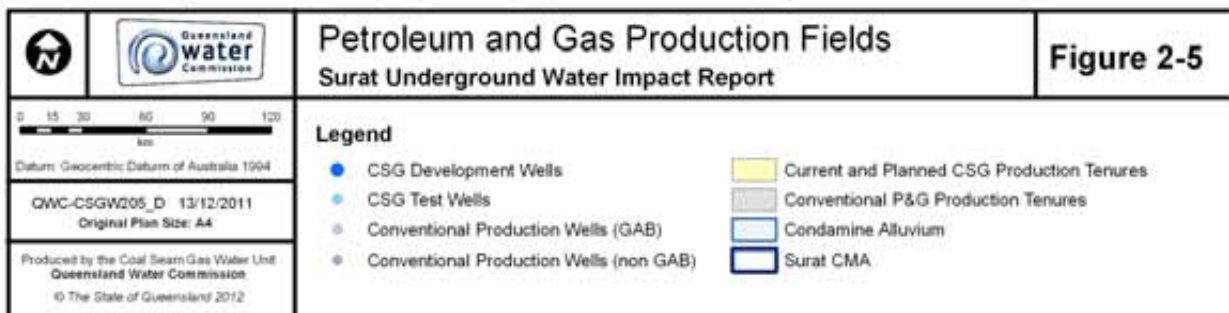 N
Queensland
water
Commission
Petroleum and Gas Production Fields
Surat Underground Water Impact Report
Figure 2-5
0 15 30 60 90 120
km
Datum: Geocentric Datum of Australia 1994
QWC-CSGW205_D 13/12/2011
Original Plan Size: A4
Produced by the Coal Seam Gas Water Unit
Queensland Water Commission
© The State of Queensland 2012
Legend
CSG Development Wells
CSG Test Wells
Conventional Production Wells (GAB)
Conventional Production Wells (non GAB)
Current and Planned CSG Production Tenures
Conventional P&G Production Tenures
Condamine Alluvium
Surat CMA